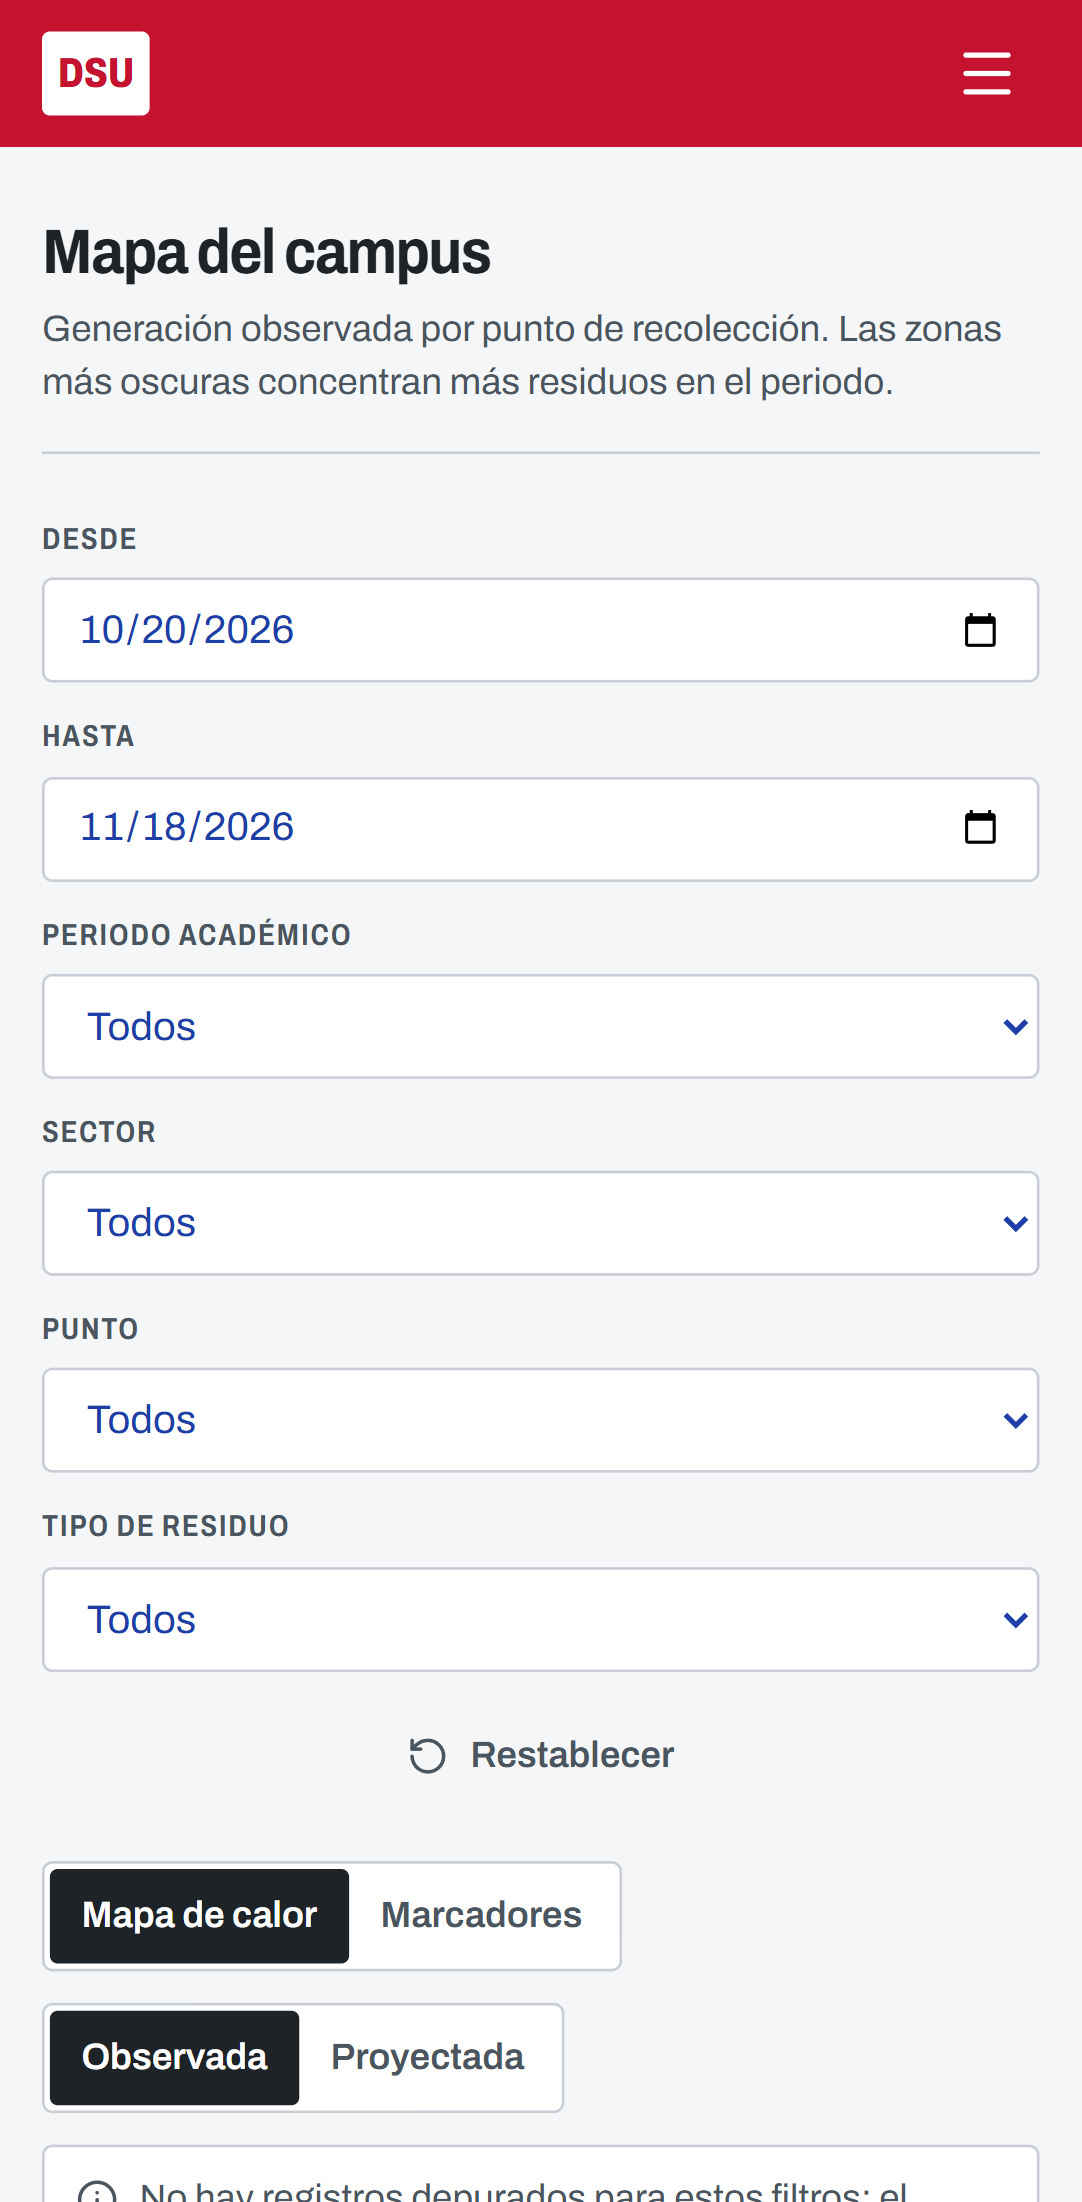 DSU
Mapa del campus
Generación observada por punto de recolección. Las zonas
más oscuras concentran más residuos en el periodo.
DESDE
10/20/2026
HASTA
11/18/2026
PERIODO ACADÉMICO
Todos
SECTOR
Todos
PUNTO
Todos
TIPO DE RESIDUO
Todos
Restablecer
Mapa de calor Marcadores
Observada Proyectada
No hay registros depurados para estos filtros: el